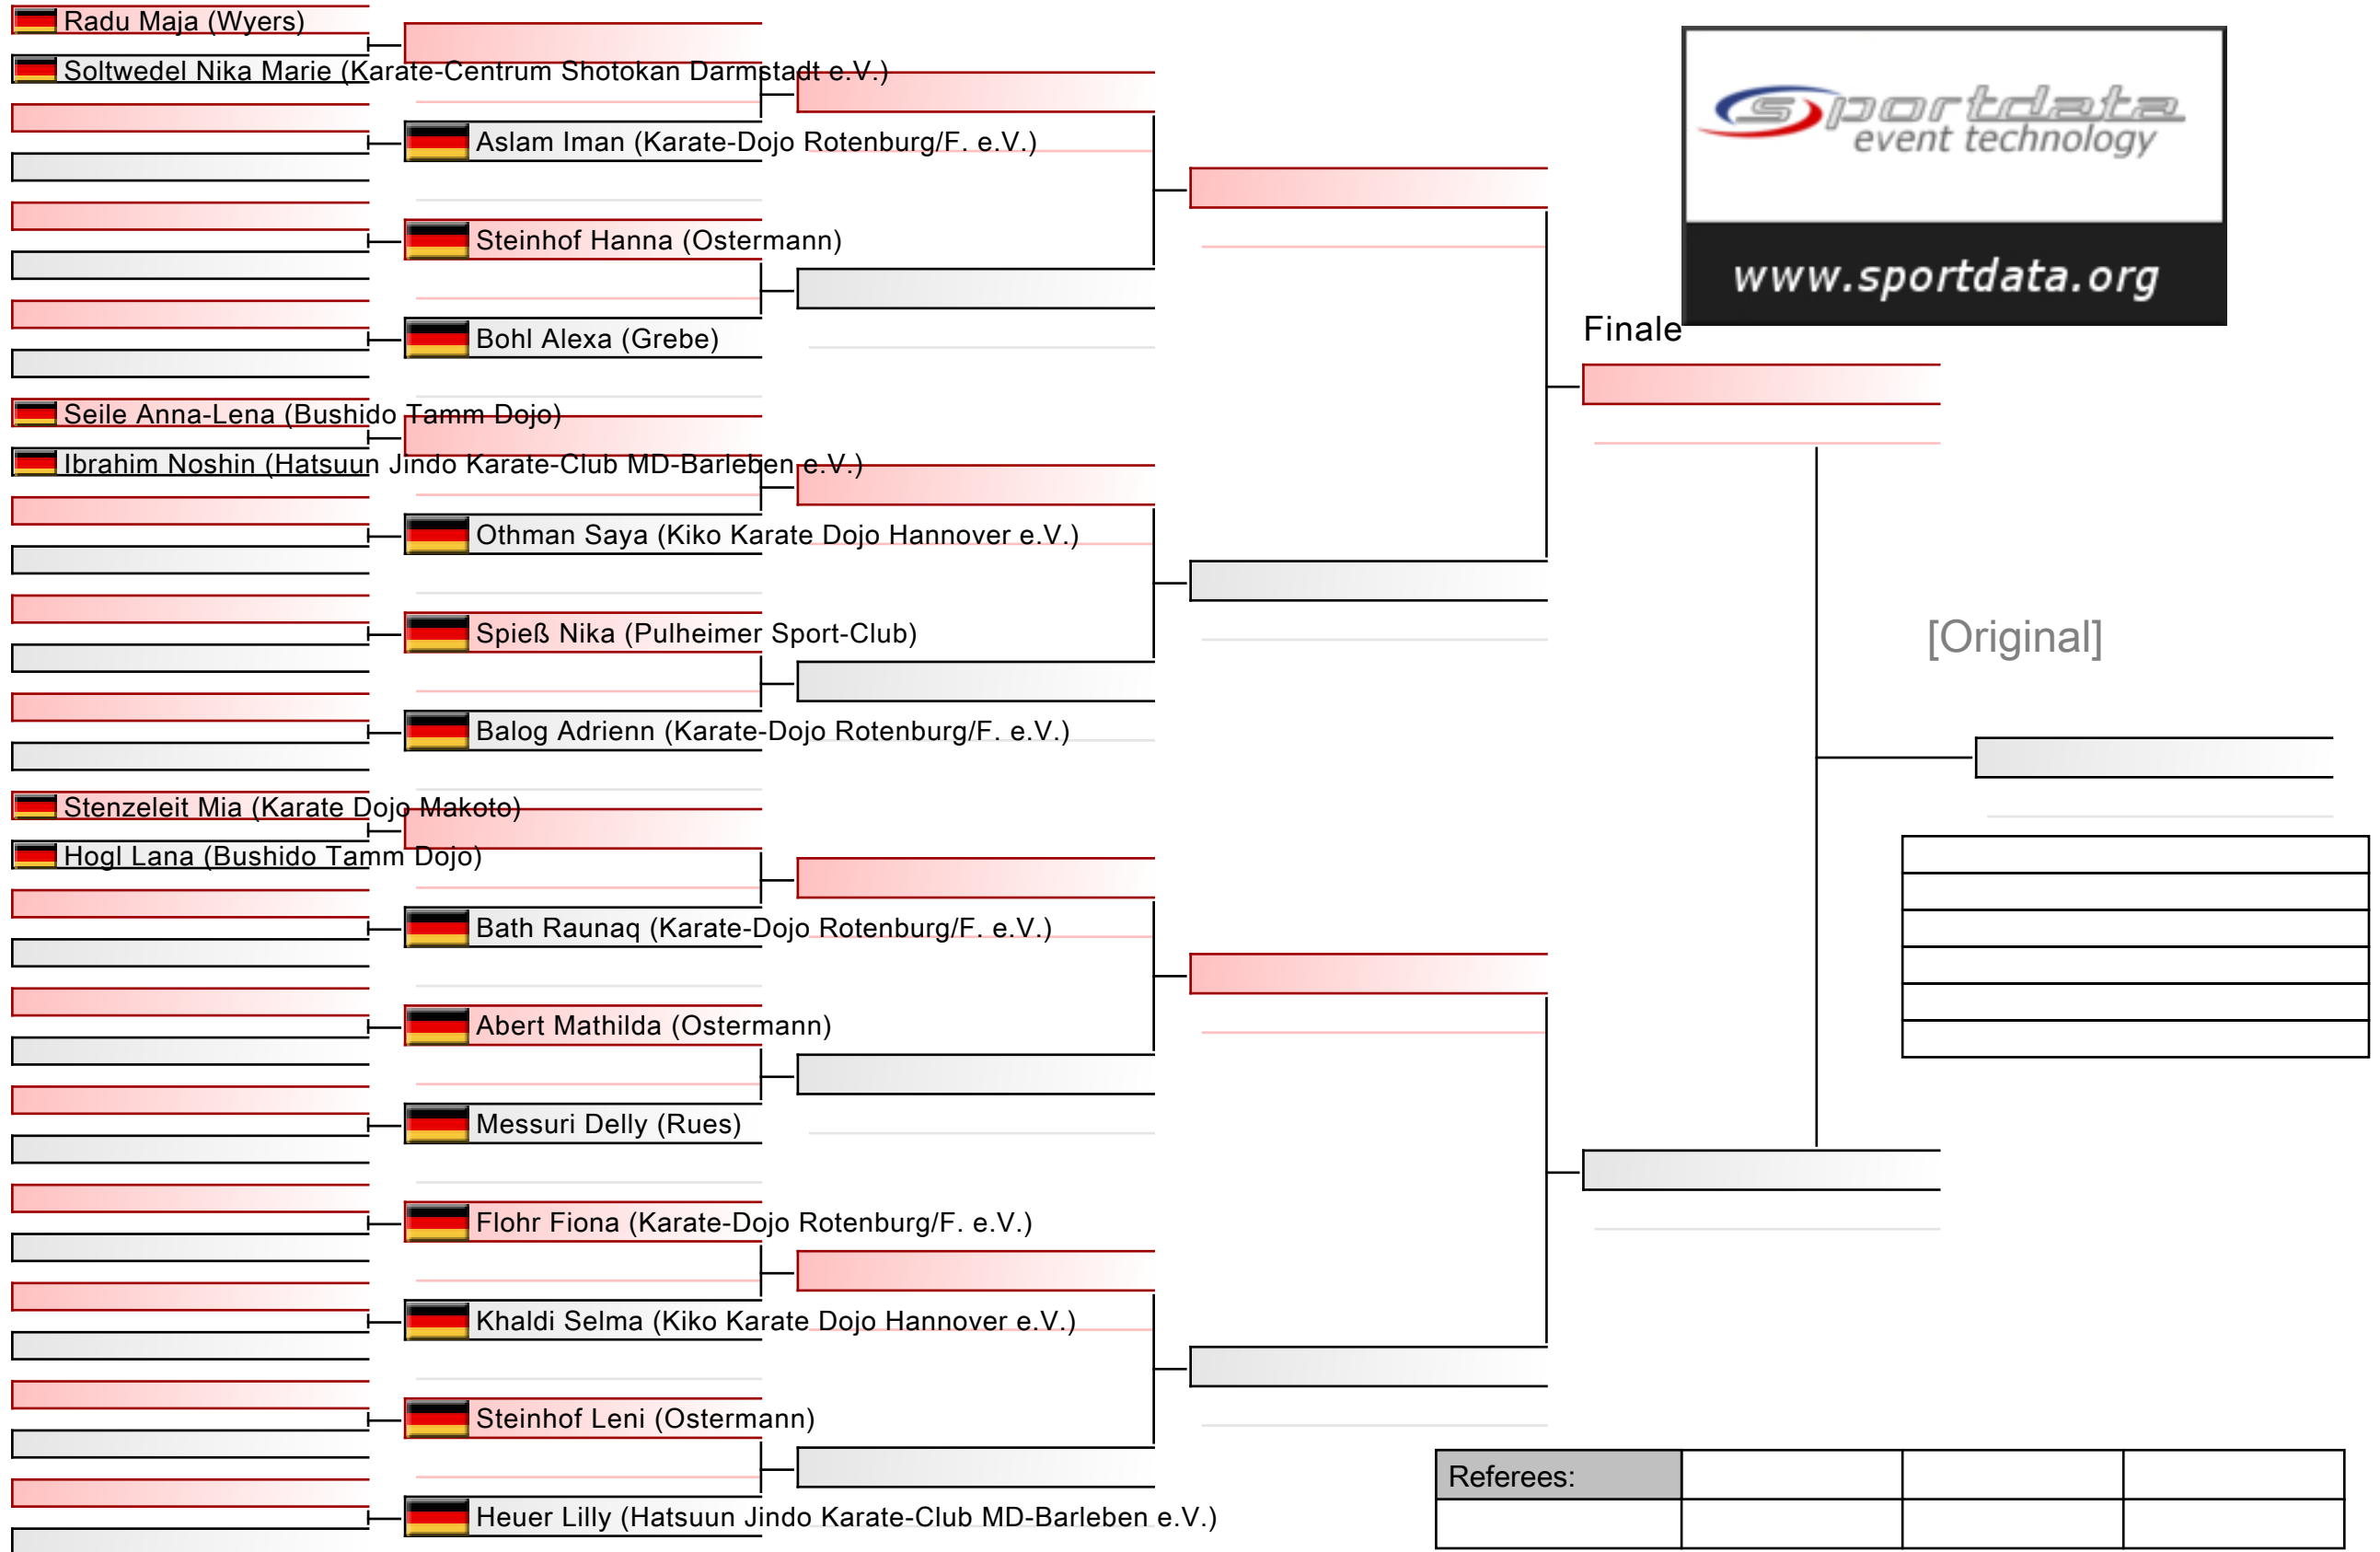 Radu Maja (Wyers)
Soltwedel Nika Marie (Karate-Centrum Shotokan Darmstadt e.V.)
Aslam Iman (Karate-Dojo Rotenburg/F. e.V.)
Steinhof Hanna (Ostermann)
Bohl Alexa (Grebe)
Seile Anna-Lena (Bushido Tamm Dojo)
Ibrahim Noshin (Hatsuun Jindo Karate-Club MD-Barleben e.V.)
Othman Saya (Kiko Karate Dojo Hannover e.V.)
Spieß Nika (Pulheimer Sport-Club)
Balog Adrienn (Karate-Dojo Rotenburg/F. e.V.)
Stenzeleit Mia (Karate Dojo Makoto)
Hogl Lana (Bushido Tamm Dojo)
Bath Raunaq (Karate-Dojo Rotenburg/F. e.V.)
Abert Mathilda (Ostermann)
Messuri Delly (Rues)
Flohr Fiona (Karate-Dojo Rotenburg/F. e.V.)
Khaldi Selma (Kiko Karate Dojo Hannover e.V.)
Steinhof Leni (Ostermann)
Heuer Lilly (Hatsuun Jindo Karate-Club MD-Barleben e.V.)
sportdata
event technology
www.sportdata.org
Finale
[Original]
Referees: